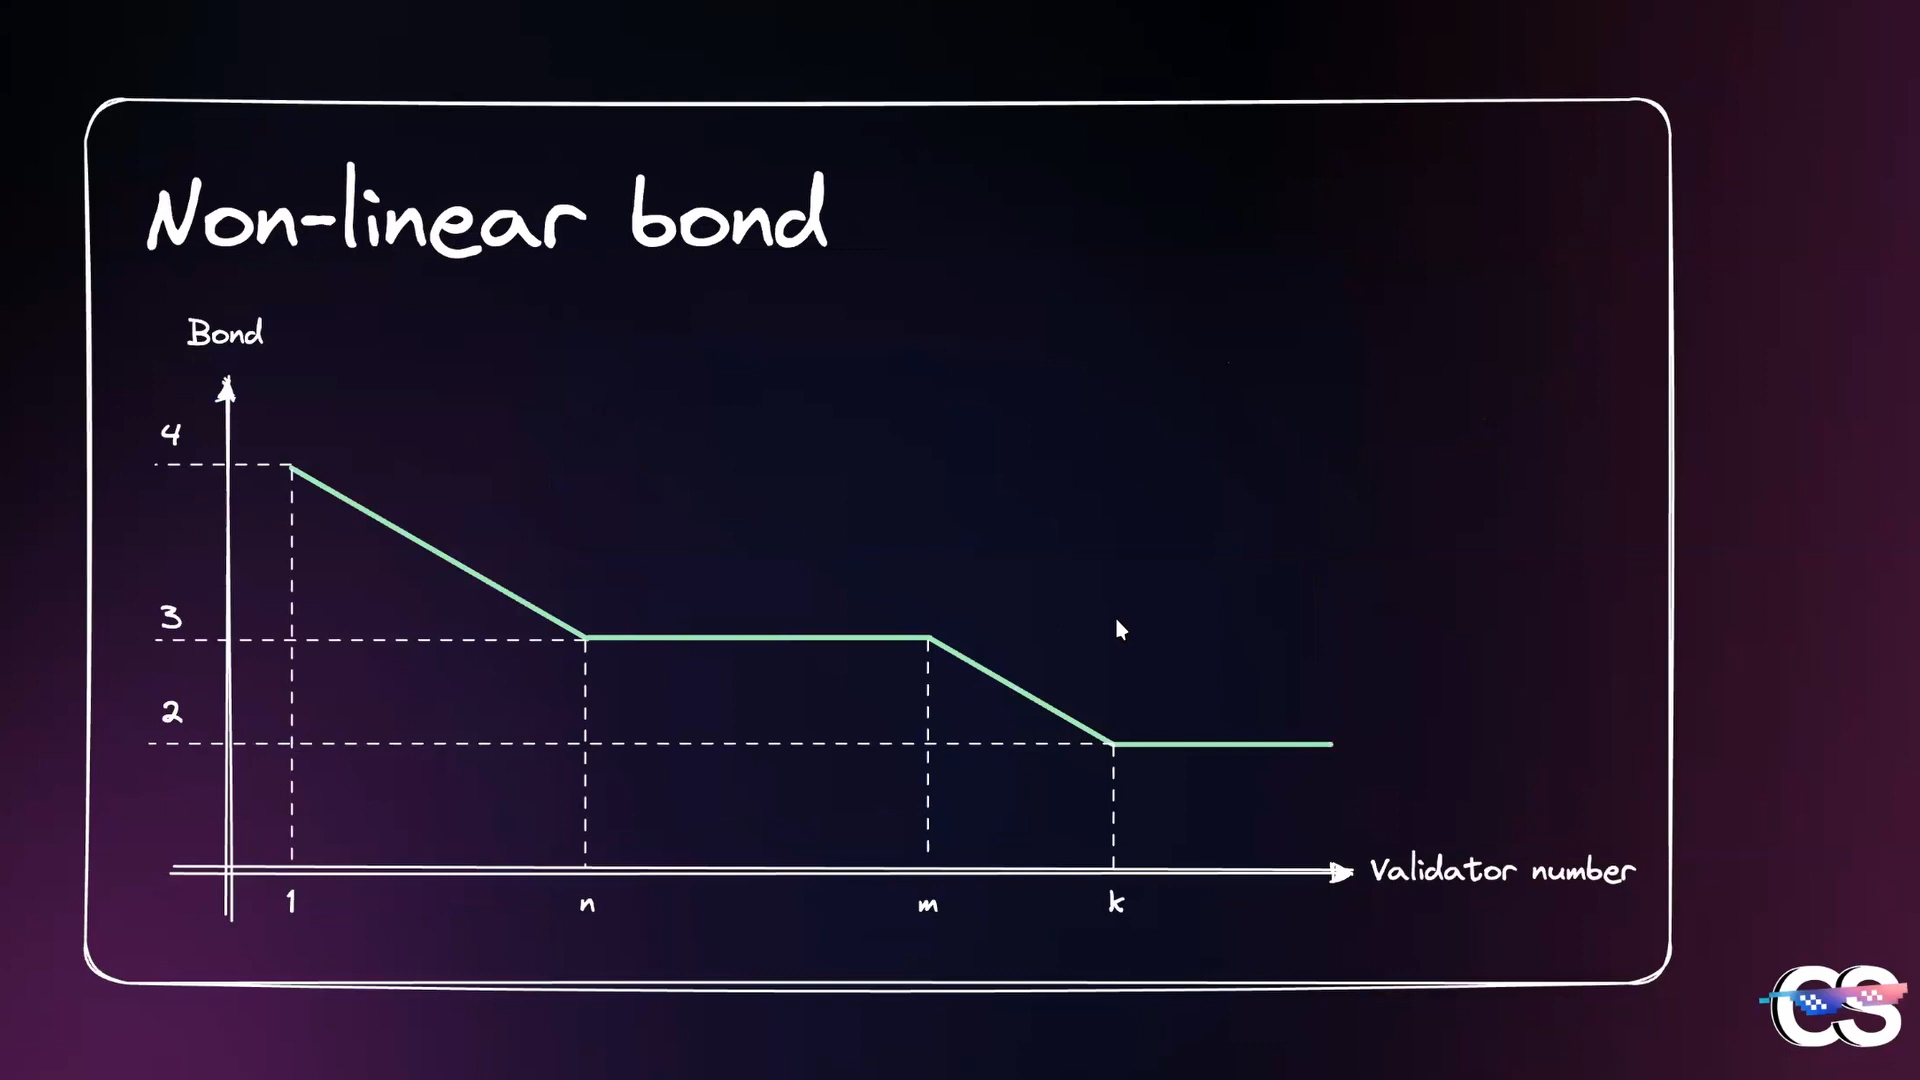 Non-linear bond
Bond
4
3
2
Validator number
1 n m k
CS